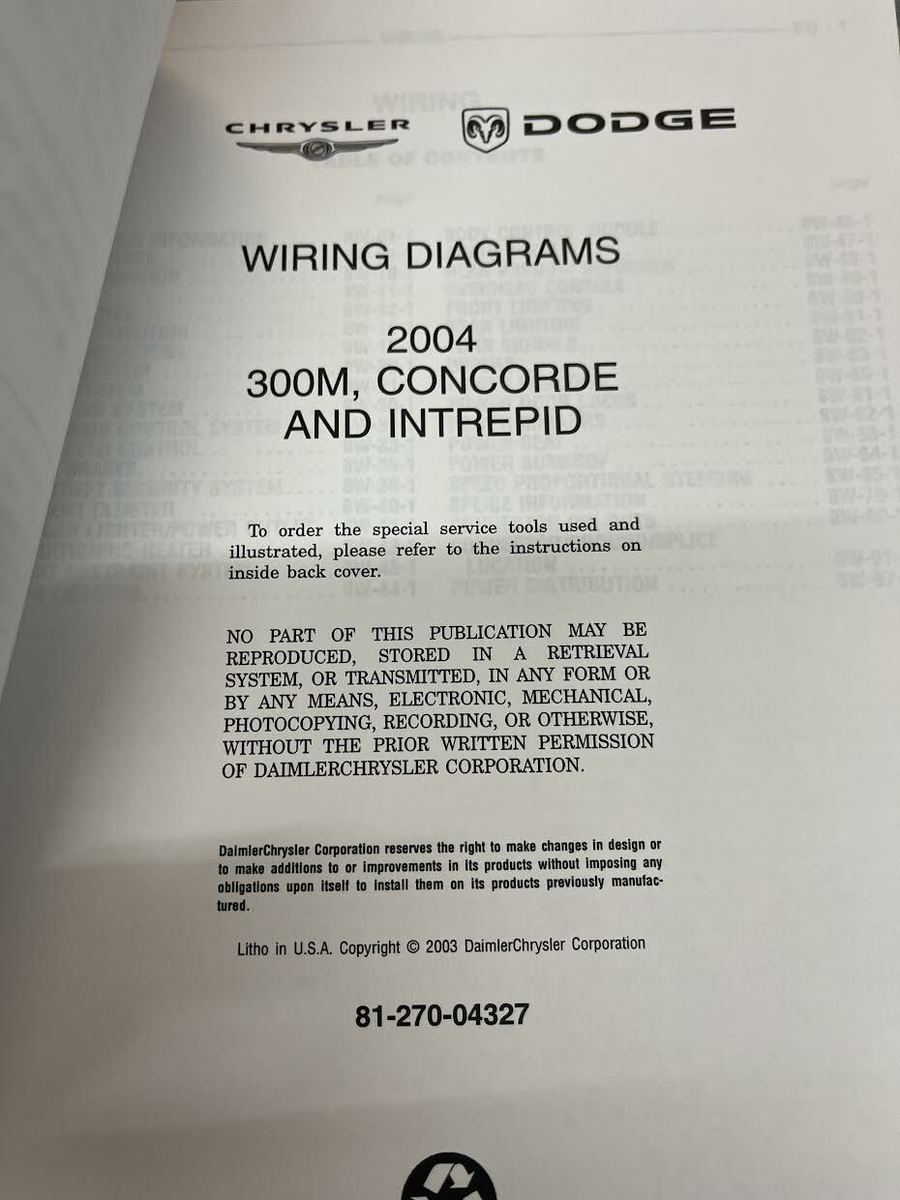 CHRYSLER DODGE
WIRING DIAGRAMS
2004
300M, CONCORDE
AND INTREPID
To order the special service tools used and
illustrated, please refer to the instructions on
inside back cover.
NO PART OF THIS PUBLICATION MAY BE
REPRODUCED, STORED IN A RETRIEVAL
SYSTEM, OR TRANSMITTED, IN ANY FORM OR
BY ANY MEANS, ELECTRONIC, MECHANICAL,
PHOTOCOPYING, RECORDING, OR OTHERWISE,
WITHOUT THE PRIOR WRITTEN PERMISSION
OF DAIMLERCHRYSLER CORPORATION.
DaimlerChrysler Corporation reserves the right to make changes in design or
to make additions to or improvements in its products without imposing any
obligations upon itself to install them on its products previously manufac-
tured.
Litho in U.S.A. Copyright © 2003 DaimlerChrysler Corporation
81-270-04327